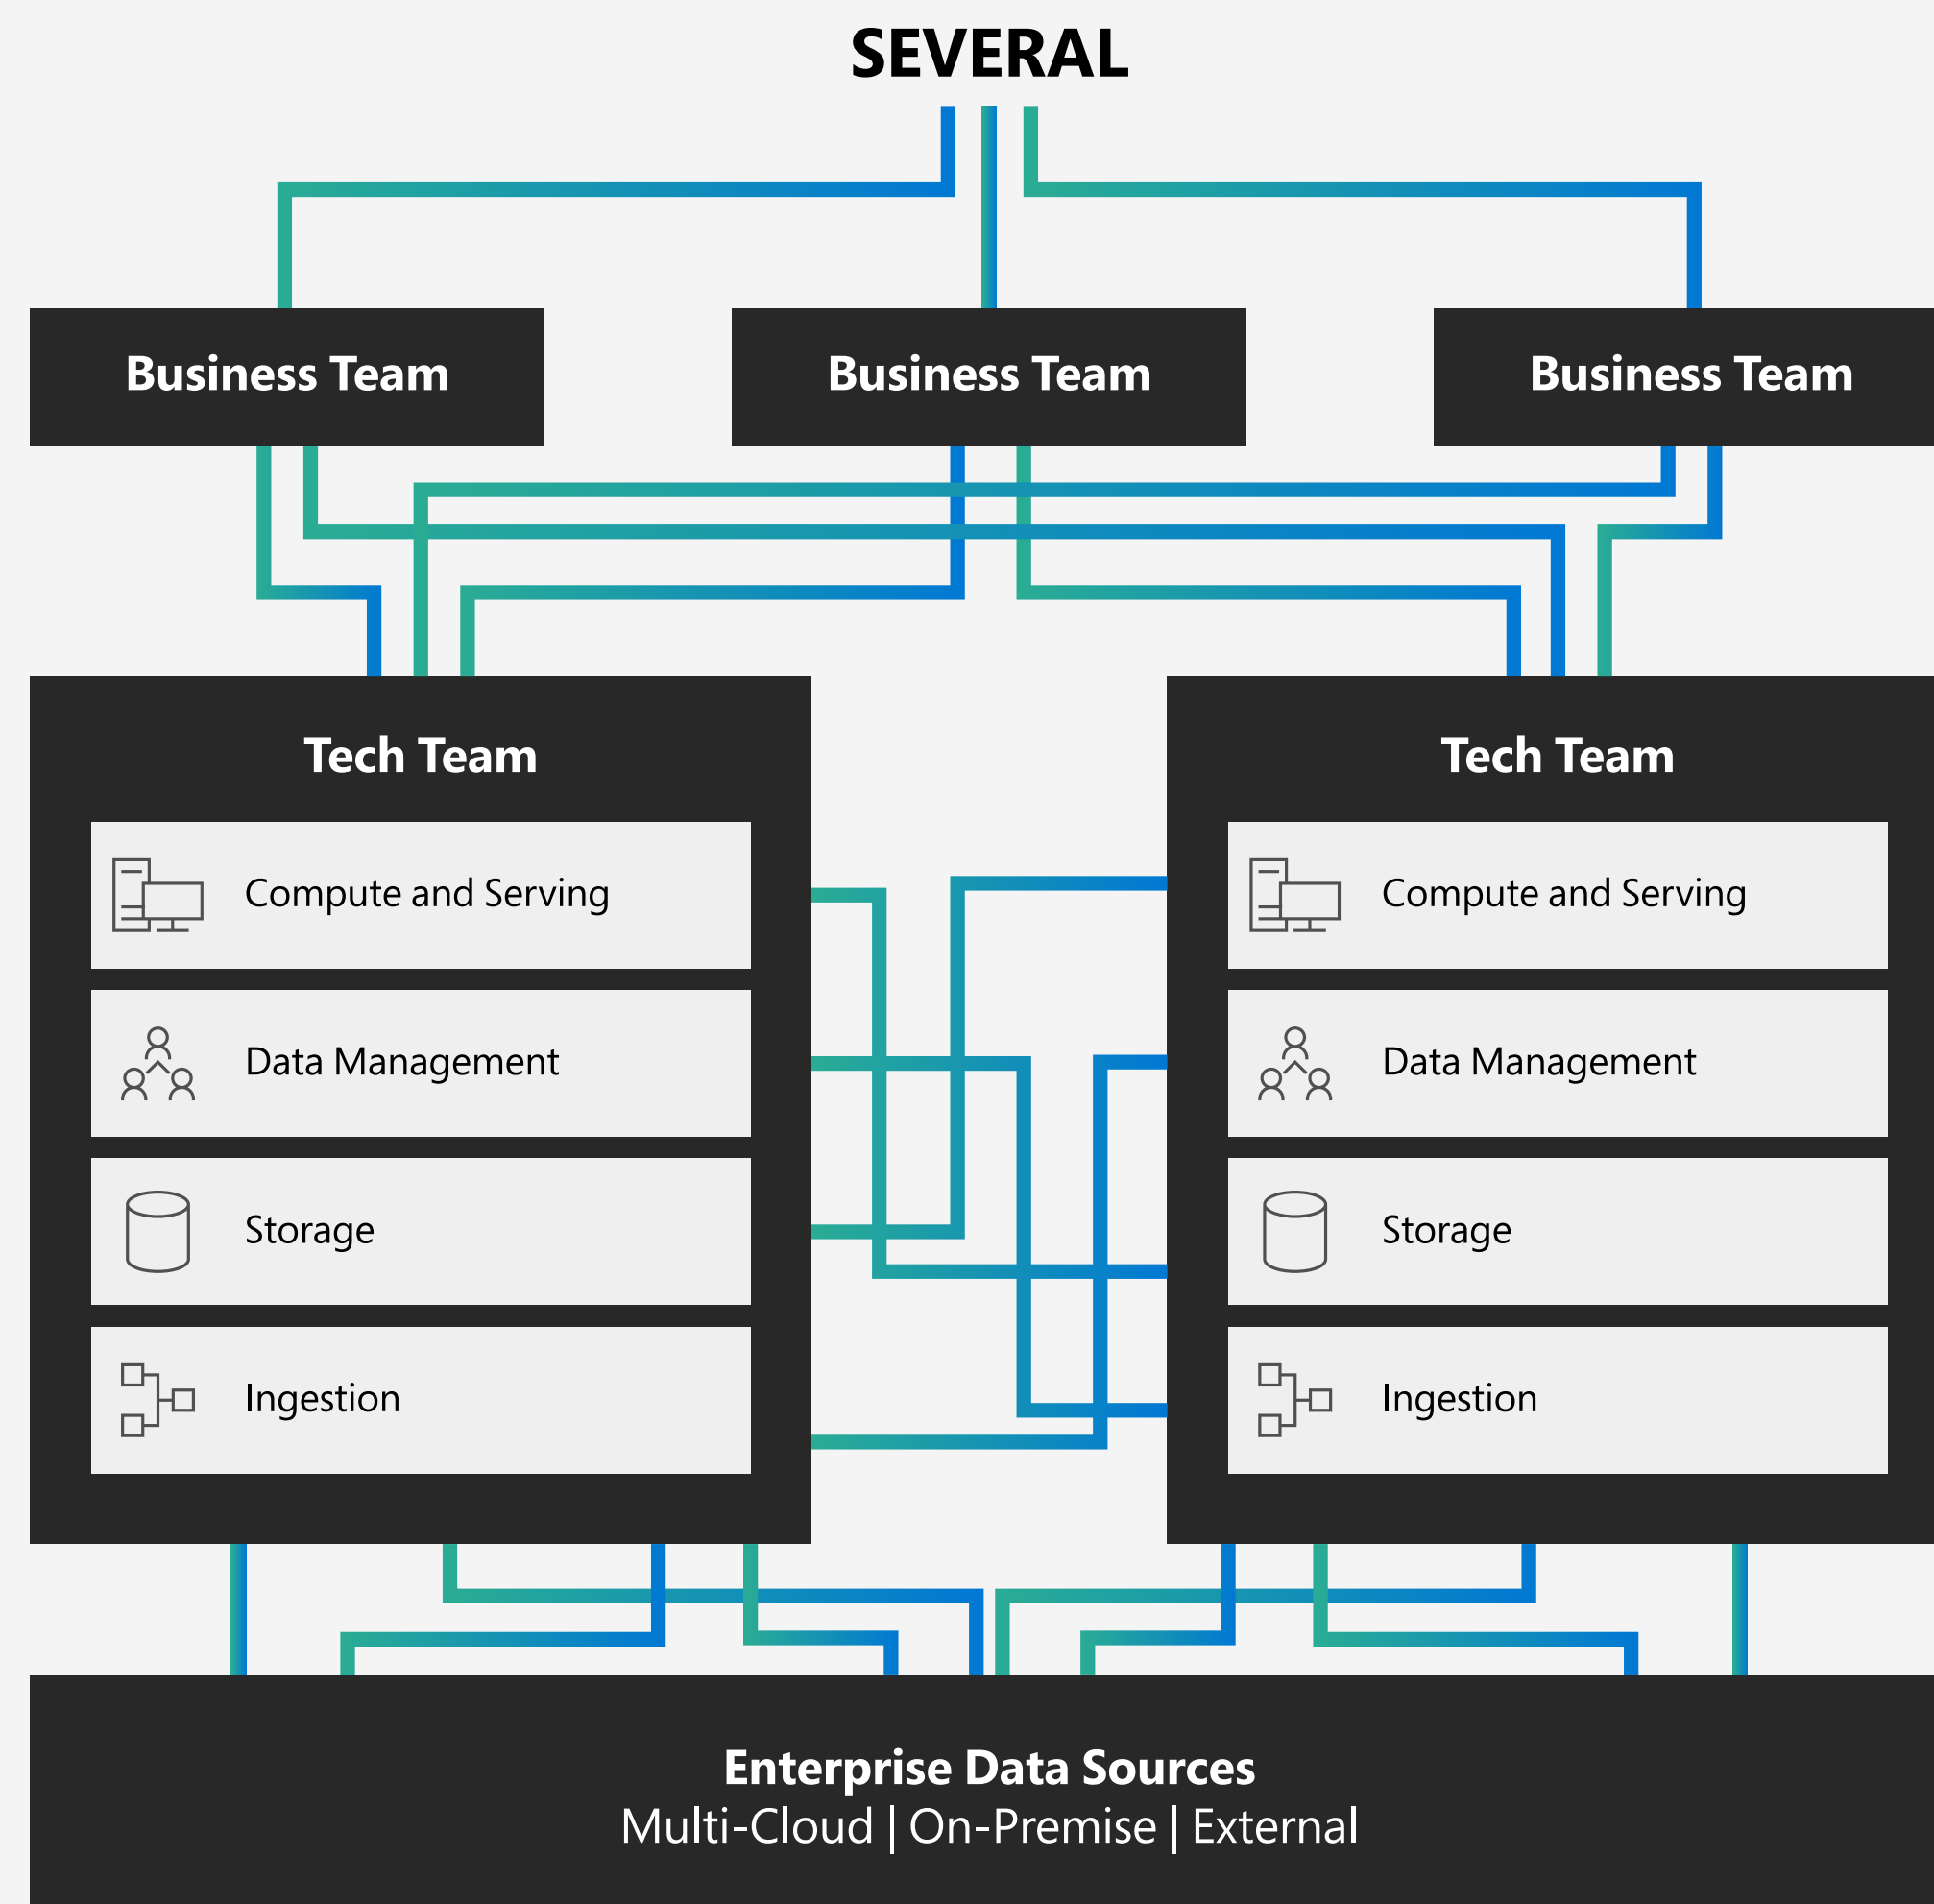 SEVERAL
Business Team
Business Team
Business Team
Tech Team
Compute and Serving
Data Management
Storage
Ingestion
Tech Team
Compute and Serving
Data Management
Storage
Ingestion
Enterprise Data Sources
Multi-Cloud | On-Premise | External